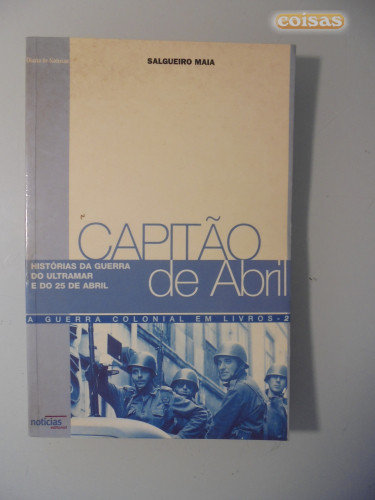 coisas
SALGUEIRO MAIA
CAPITÃO
de Abril
HISTÓRIAS DA GUERRA
DO ULTRAMAR
E DO 25 DE ABRIL
A GUERRA COLONIAL EM LIVROS - 2
notícias
editorial